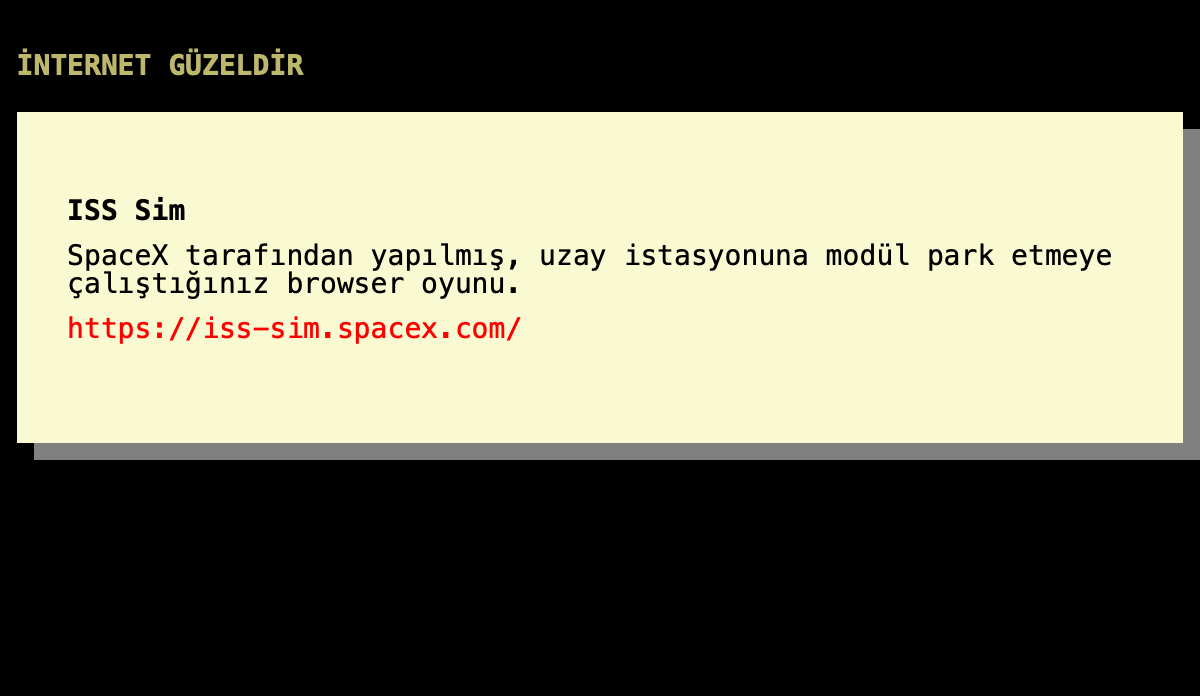 İNTERNET GÜZELDİR
ISS Sim
SpaceX tarafından yapılmış, uzay istasyonuna modül park etmeye
çalıştığınız browser oyunu.
https://iss-sim.spacex.com/